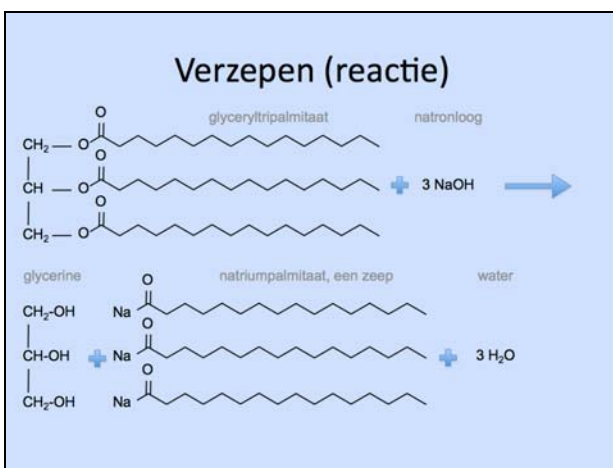 Verzepen (reactie)
glyceryltripalmitaat natronloog
O
CH₂ — O
O
CH — O 3 NaOH
O
CH₂ — O
glycerine natriumpalmitaat, een zeep water
O
CH₂-OH Na
O
CH-OH Na 3 H₂O
O
CH₂-OH Na